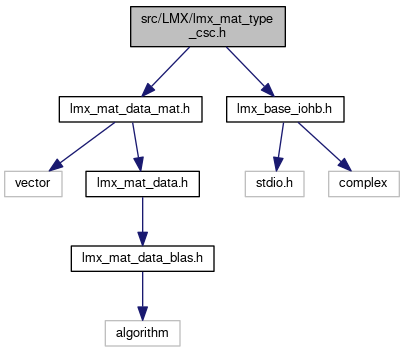 src/LMX/lmx_mat_type
_csc.h
lmx_mat_data_mat.h
lmx_base_iohb.h
vector
lmx_mat_data.h
stdio.h
complex
lmx_mat_data_blas.h
algorithm